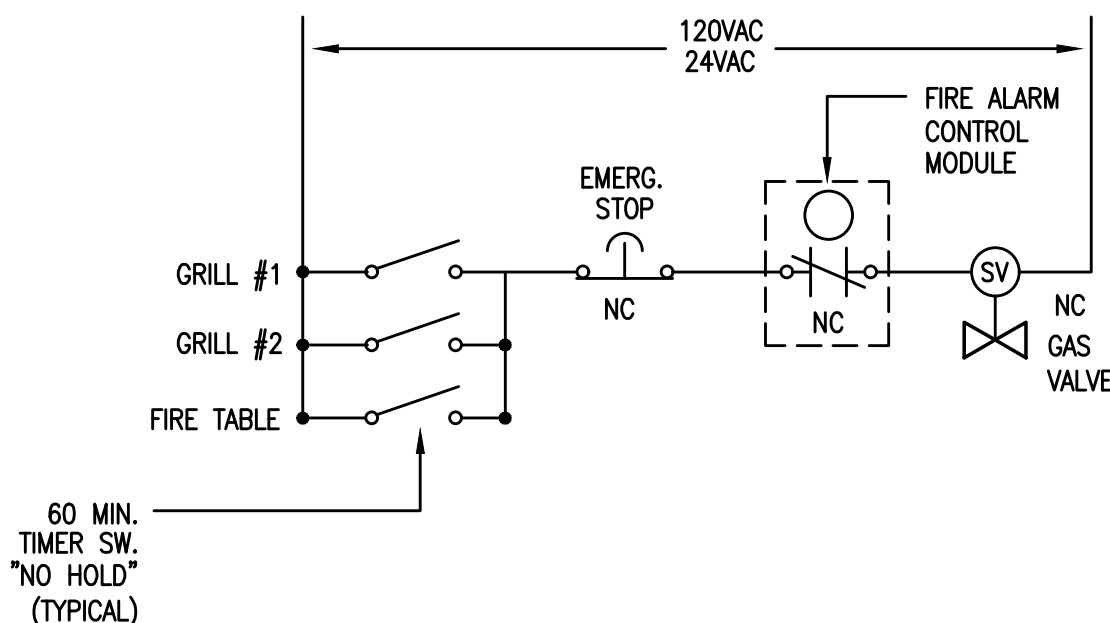 120VAC
24VAC
FIRE ALARM
CONTROL
MODULE
EMERG.
STOP
GRILL #1
SV
NC
NC
NC
GRILL #2
GAS
VALVE
FIRE TABLE
60 MIN.
TIMER SW.
"NO HOLD"
(TYPICAL)